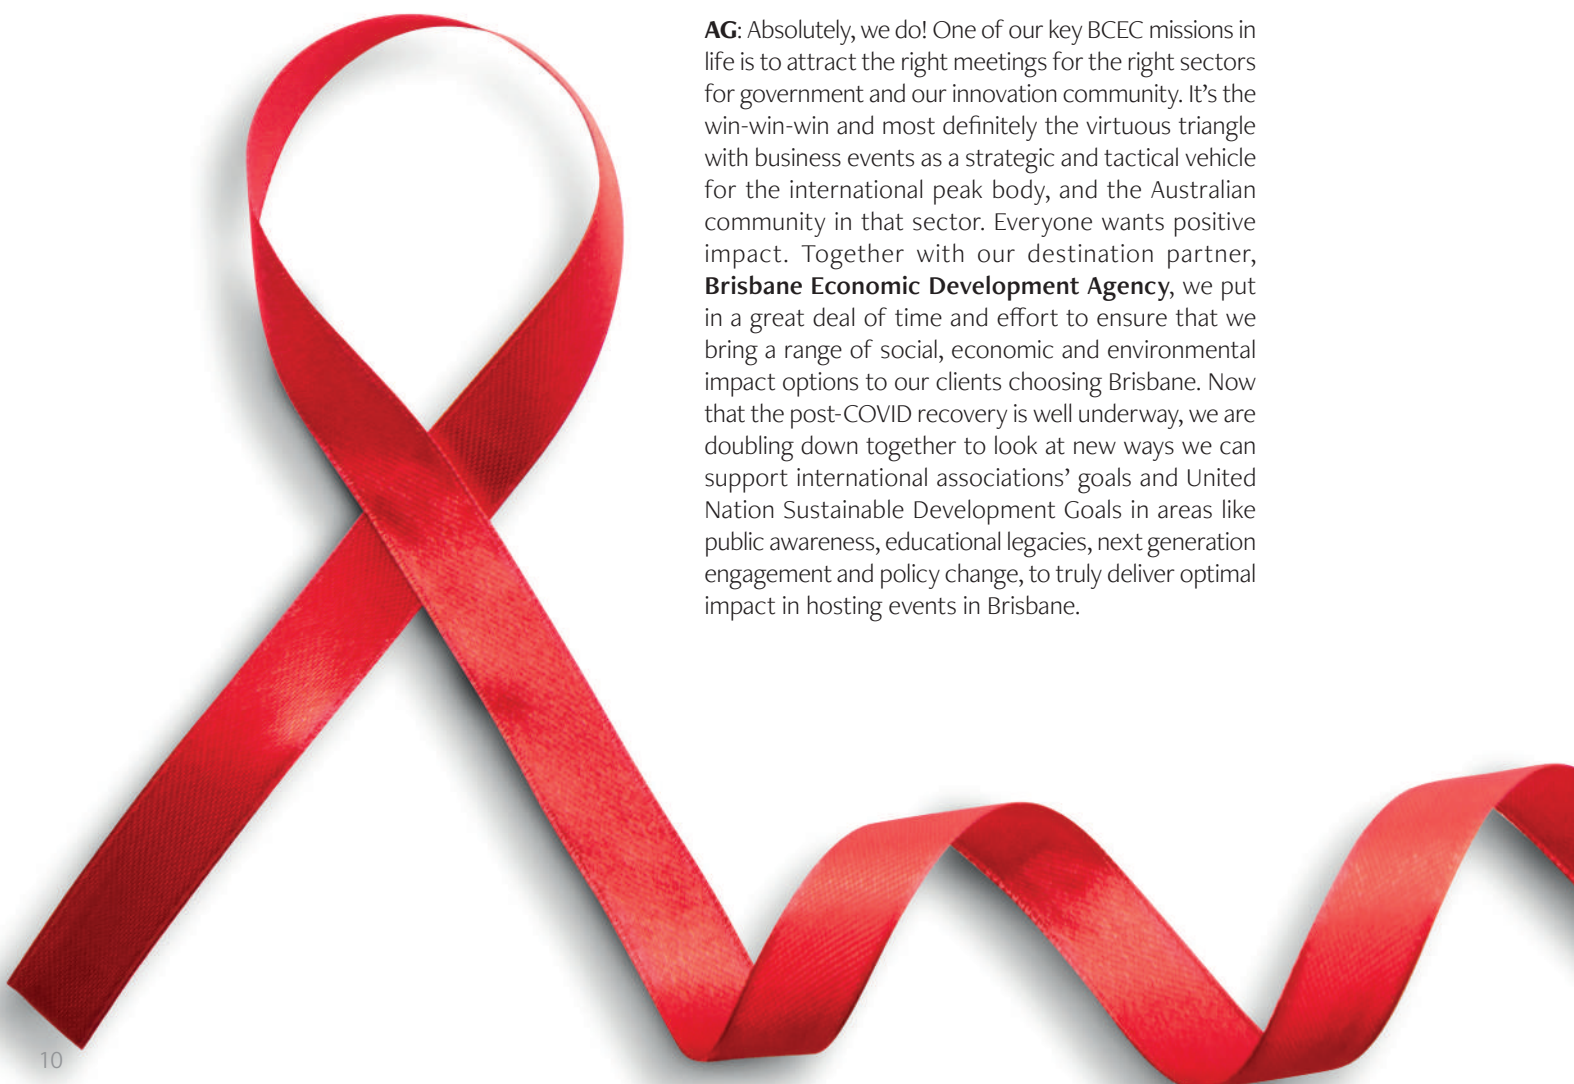 AG: Absolutely, we do! One of our key BCEC missions in
life is to attract the right meetings for the right sectors
for government and our innovation community. It’s the
win-win-win and most definitely the virtuous triangle
with business events as a strategic and tactical vehicle
for the international peak body, and the Australian
community in that sector. Everyone wants positive
impact. Together with our destination partner,
Brisbane Economic Development Agency, we put
in a great deal of time and effort to ensure that we
bring a range of social, economic and environmental
impact options to our clients choosing Brisbane. Now
that the post-COVID recovery is well underway, we are
doubling down together to look at new ways we can
support international associations’ goals and United
Nation Sustainable Development Goals in areas like
public awareness, educational legacies, next generation
engagement and policy change, to truly deliver optimal
impact in hosting events in Brisbane.
10